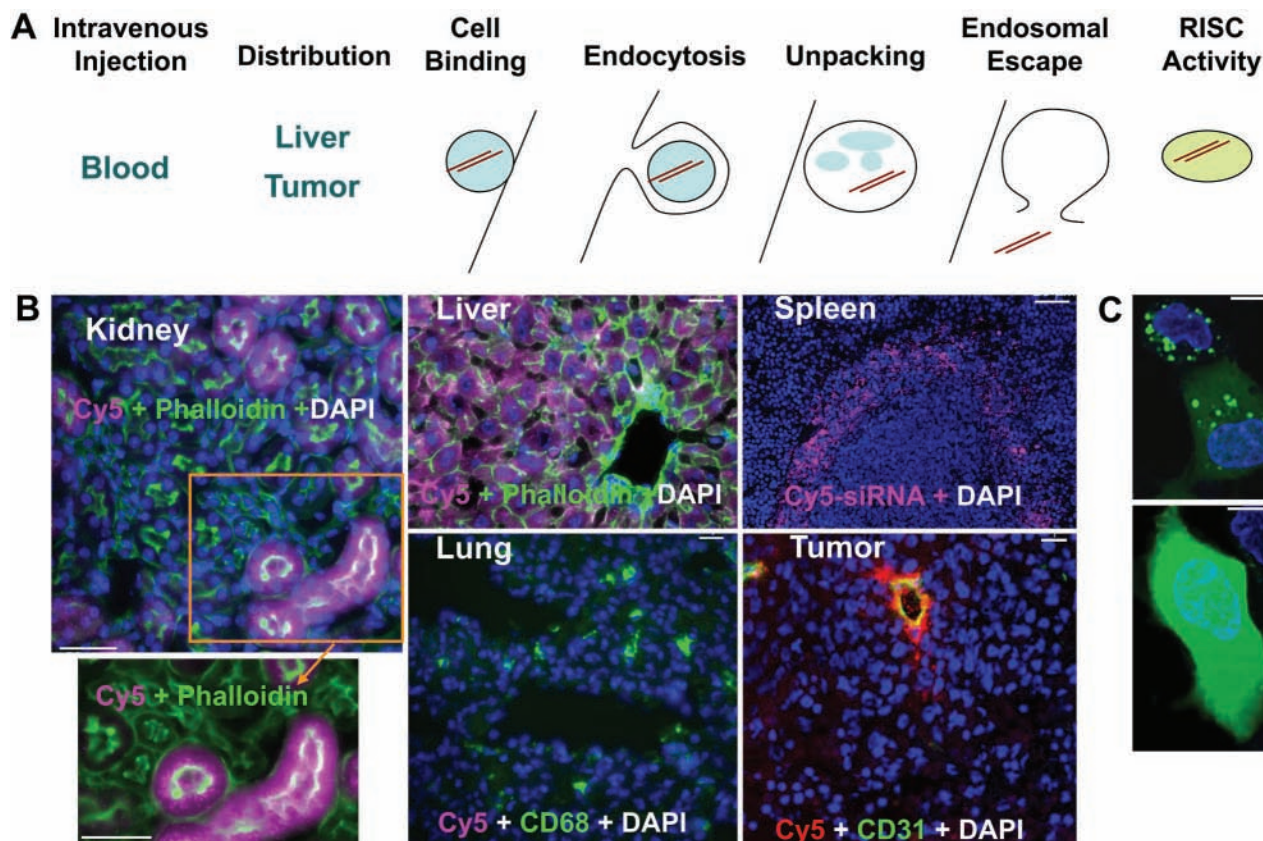 A
Intravenous
Injection
Distribution
Cell
Binding
Endocytosis
Unpacking
Endosomal
Escape
RISC
Activity
Blood
Liver
Tumor
B
Kidney
Cy5 + Phalloidin +DAPI
Cy5 + Phalloidin
Liver
Cy5 + Phalloidin +DAPI
Spleen
Cy5-siRNA + DAPI
Lung
Cy5 + CD68 + DAPI
Tumor
Cy5 + CD31 + DAPI
C